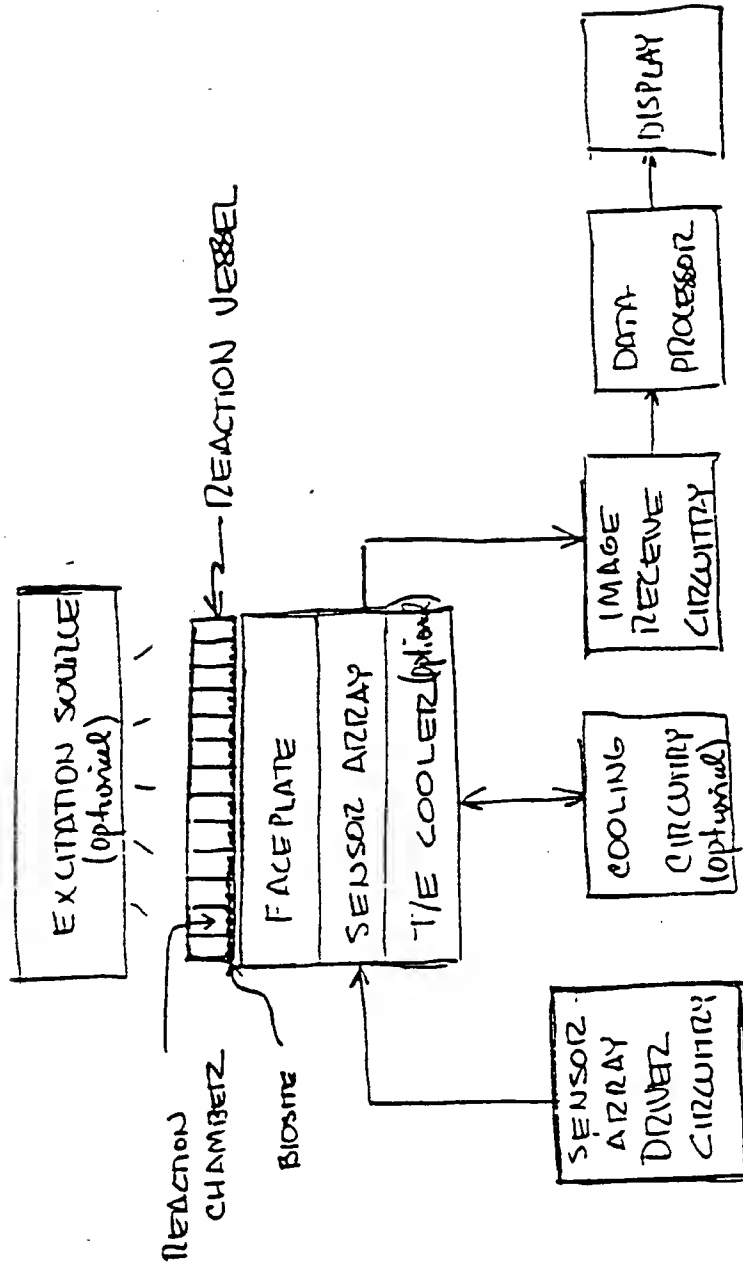 EXCITATION SOURCE
(optional)
REACTION
CHAMBER
REACTION VESSEL
BIOSITE
FACEPLATE
SENSOR ARRAY
T/E COOLER (optional)
SENSOR
ARRAY
DRIVER
CIRCUITRY
COOLING
CIRCUITRY
(optional)
IMAGE
RECEIVE
CIRCUITRY
DATA
PROCESSOR
DISPLAY